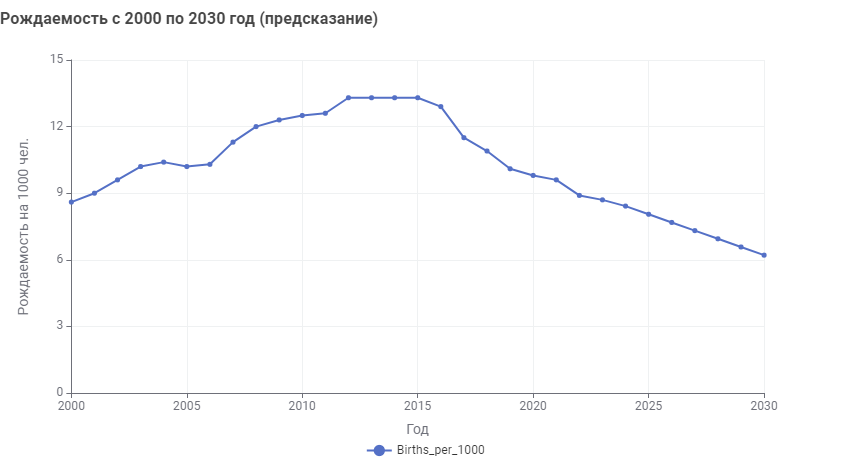 Рождаемость с 2000 по 2030 год (предсказание)
15
12
9
6
3
0
Рождаемость на 1000 чел.
2000 2005 2010 2015 2020 2025 2030
Год
Births_per_1000